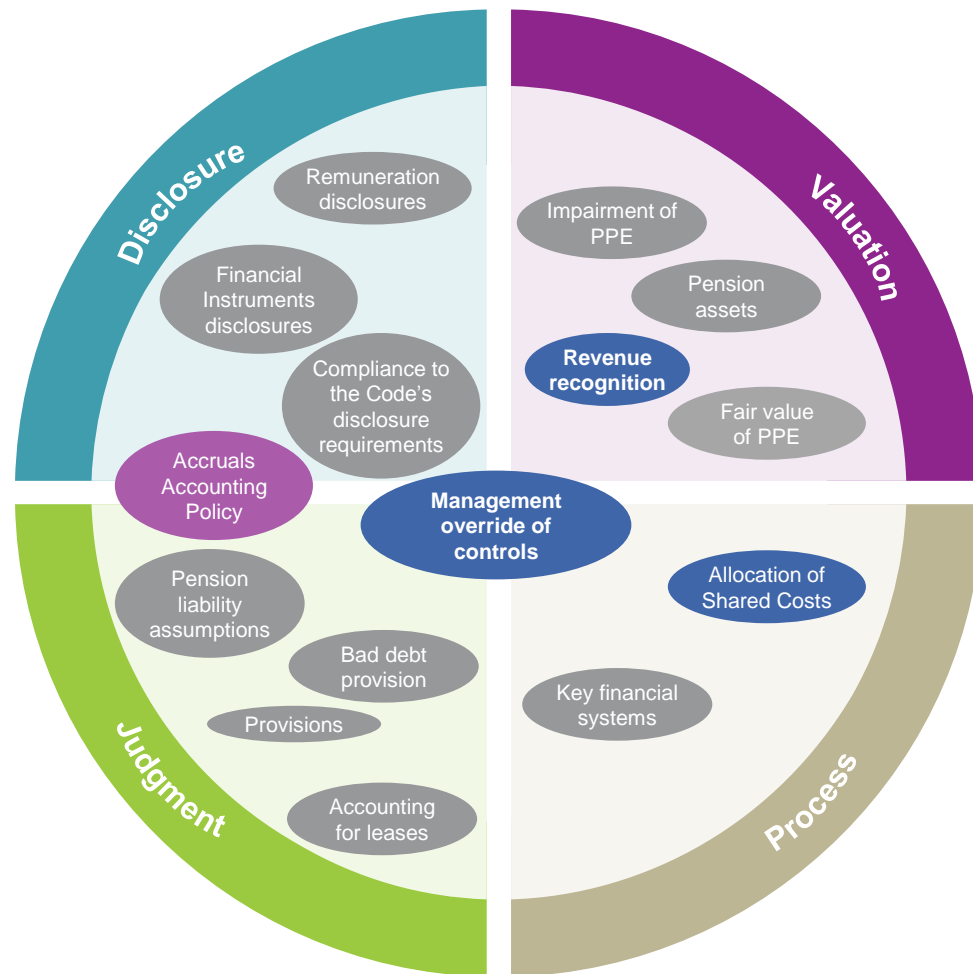 Disclosure
Remuneration
disclosures
Financial
Instruments
disclosures
Compliance to
the Code's
disclosure
requirements
Valuation
Impairment of
PPE
Pension
assets
Revenue
recognition
Fair value
of PPE
Accruals
Accounting
Policy
Management
override of
controls
Judgment
Pension
liability
assumptions
Bad debt
provision
Provisions
Accounting
for leases
Process
Allocation of
Shared Costs
Key financial
systems